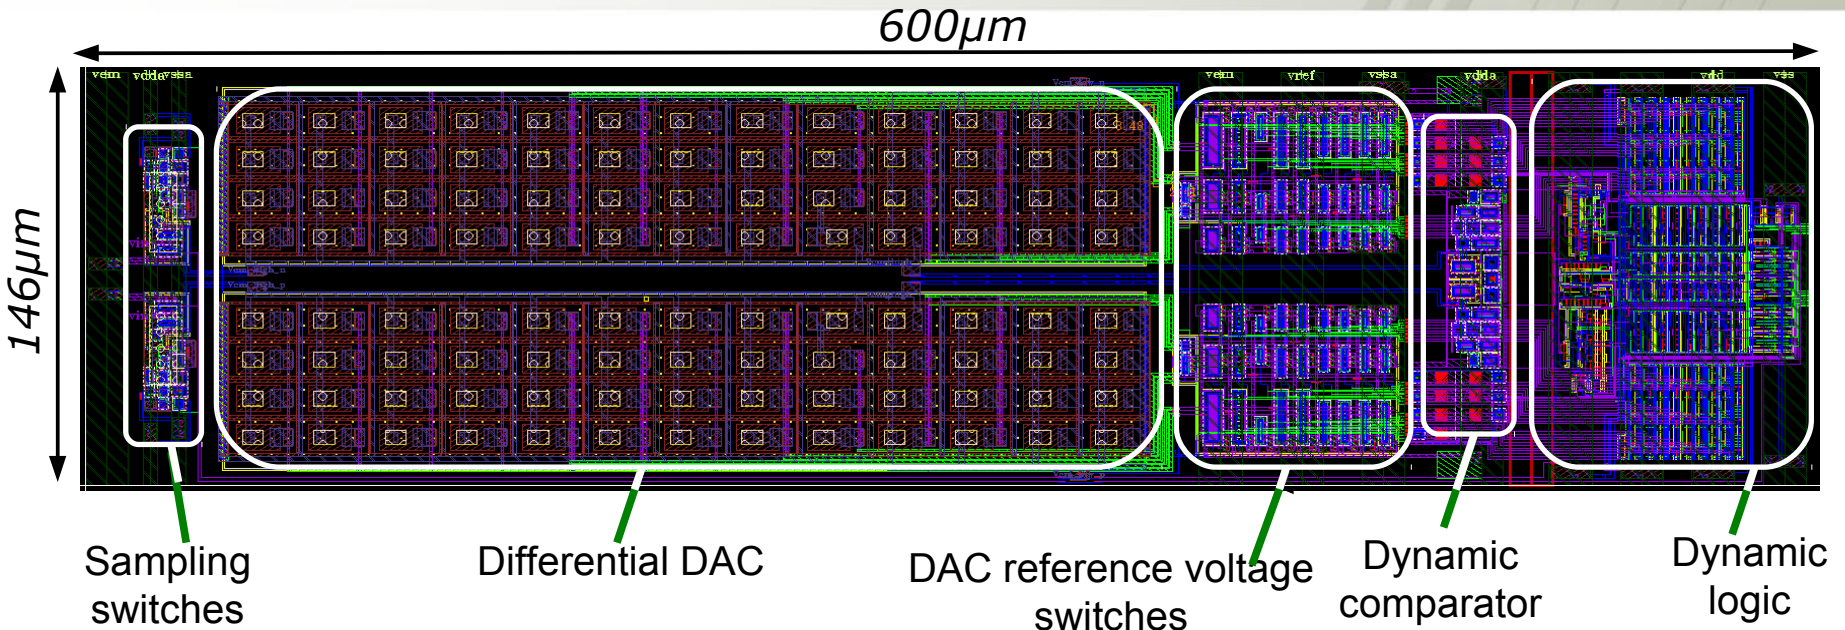 600µm
146µm
vcm vdda vssa vcm vref vssa vdda vdd vss
Sampling
switches
Differential DAC
DAC reference voltage
switches
Dynamic
comparator
Dynamic
logic